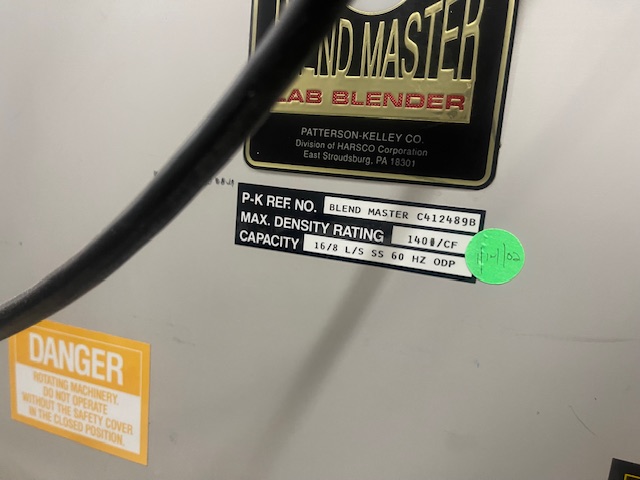 BLEND MASTER
LAB BLENDER
PATTERSON-KELLEY CO.
Division of HARSCO Corporation
East Stroudsburg, PA 18301
P-K REF. NO. BLEND MASTER C412489B
MAX. DENSITY RATING 140#/CF
CAPACITY 16/8 L/S SS 60 HZ ODP
DANGER
ROTATING MACHINERY.
DO NOT OPERATE
WITHOUT THE SAFETY COVER
IN THE CLOSED POSITION.